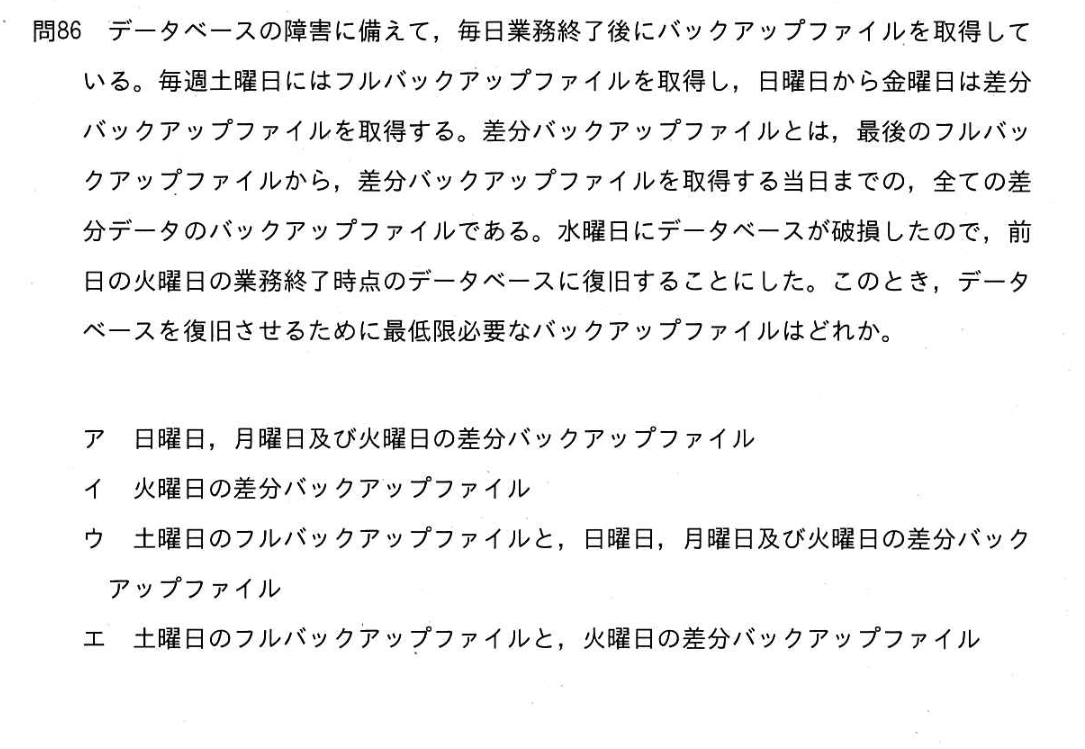 問86 データベースの障害に備えて，毎日業務終了後にバックアップファイルを取得して
いる。毎週土曜日にはフルバックアップファイルを取得し，日曜日から金曜日は差分
バックアップファイルを取得する。差分バックアップファイルとは，最後のフルバッ
クアップファイルから，差分バックアップファイルを取得する当日までの，全ての差
分データのバックアップファイルである。水曜日にデータベースが破損したので，前
日の火曜日の業務終了時点のデータベースに復旧することにした。このとき，データ
ベースを復旧させるために最低限必要なバックアップファイルはどれか。
ア 日曜日，月曜日及び火曜日の差分バックアップファイル
イ 火曜日の差分バックアップファイル
ウ 土曜日のフルバックアップファイルと，日曜日，月曜日及び火曜日の差分バック
アップファイル
エ 土曜日のフルバックアップファイルと，火曜日の差分バックアップファイル